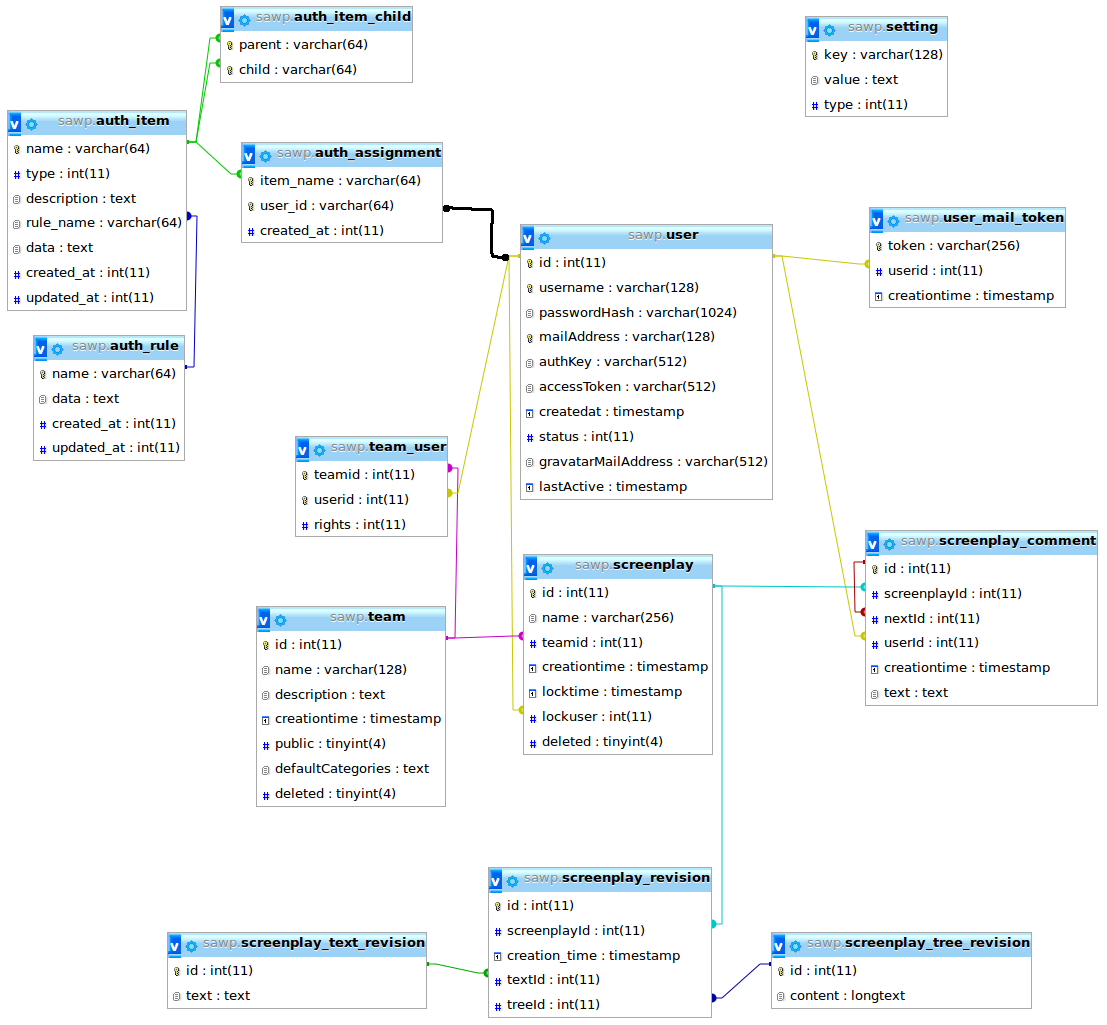 sawp.auth_item_child
parent : varchar(64)
child : varchar(64)
sawp.setting
key : varchar(128)
value : text
type : int(11)
sawp.auth_item
name : varchar(64)
type : int(11)
description : text
rule_name : varchar(64)
data : text
created_at : int(11)
updated_at : int(11)
sawp.auth_assignment
item_name : varchar(64)
user_id : varchar(64)
created_at : int(11)
sawp.user
id : int(11)
username : varchar(128)
passwordHash : varchar(1024)
mailAddress : varchar(128)
authKey : varchar(512)
accessToken : varchar(512)
createdat : timestamp
status : int(11)
gravatarMailAddress : varchar(512)
lastActive : timestamp
sawp.user_mail_token
token : varchar(256)
userid : int(11)
creationtime : timestamp
sawp.auth_rule
name : varchar(64)
data : text
created_at : int(11)
updated_at : int(11)
sawp.team_user
teamid : int(11)
userid : int(11)
rights : int(11)
sawp.screenplay
id : int(11)
name : varchar(256)
teamid : int(11)
creationtime : timestamp
locktime : timestamp
lockuser : int(11)
deleted : tinyint(4)
sawp.screenplay_comment
id : int(11)
screenplayId : int(11)
nextId : int(11)
userId : int(11)
creationtime : timestamp
text : text
sawp.team
id : int(11)
name : varchar(128)
description : text
creationtime : timestamp
public : tinyint(4)
defaultCategories : text
deleted : tinyint(4)
sawp.screenplay_revision
id : int(11)
screenplayId : int(11)
creation_time : timestamp
textId : int(11)
treeId : int(11)
sawp.screenplay_text_revision
id : int(11)
text : text
sawp.screenplay_tree_revision
id : int(11)
content : longtext